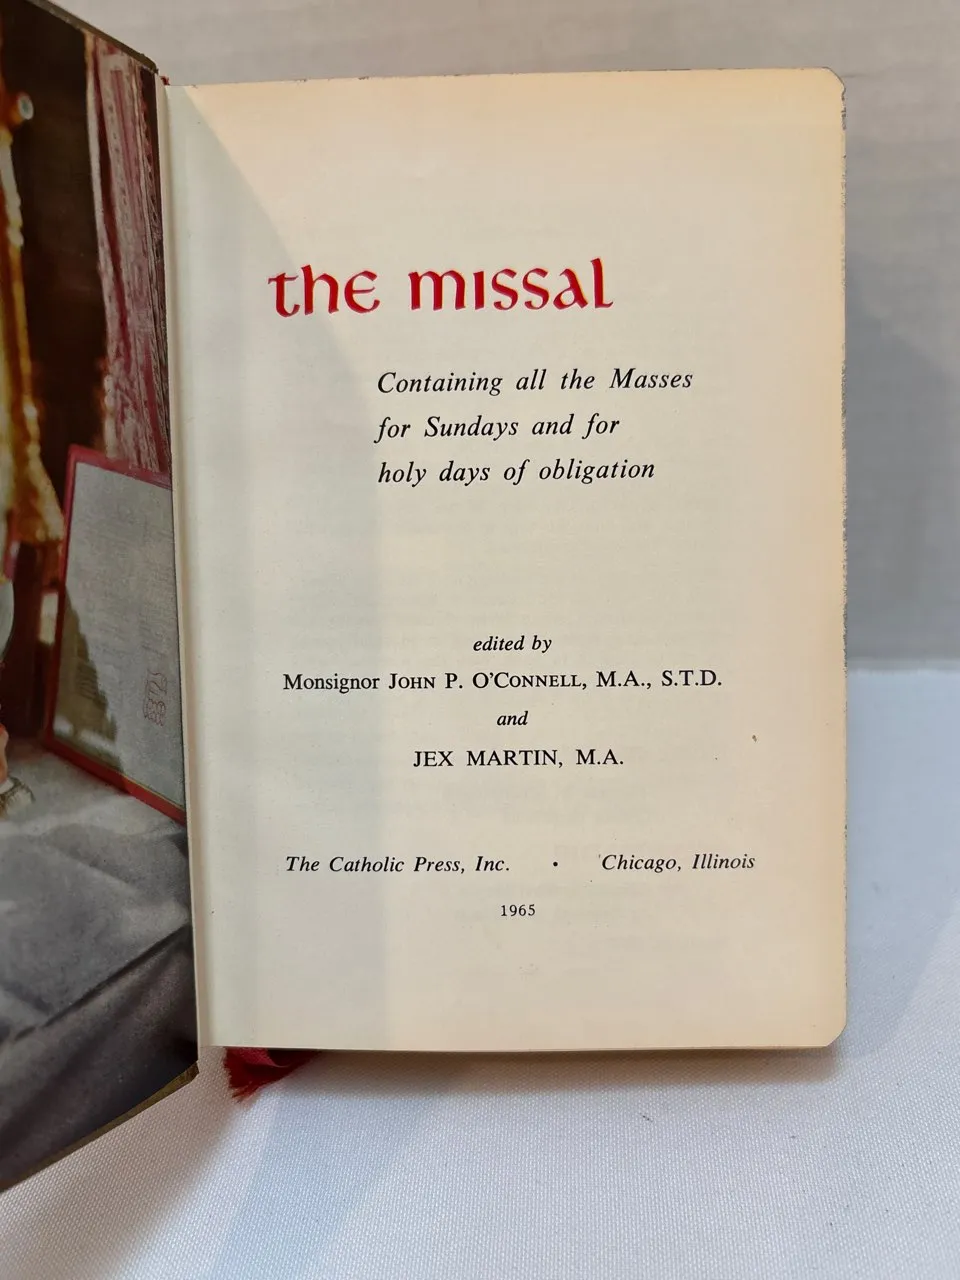 the missal
Containing all the Masses
for Sundays and for
holy days of obligation
edited by
Monsignor JOHN P. O'CONNELL, M.A., S.T.D.
and
JEX MARTIN, M.A.
The Catholic Press, Inc. • Chicago, Illinois
1965